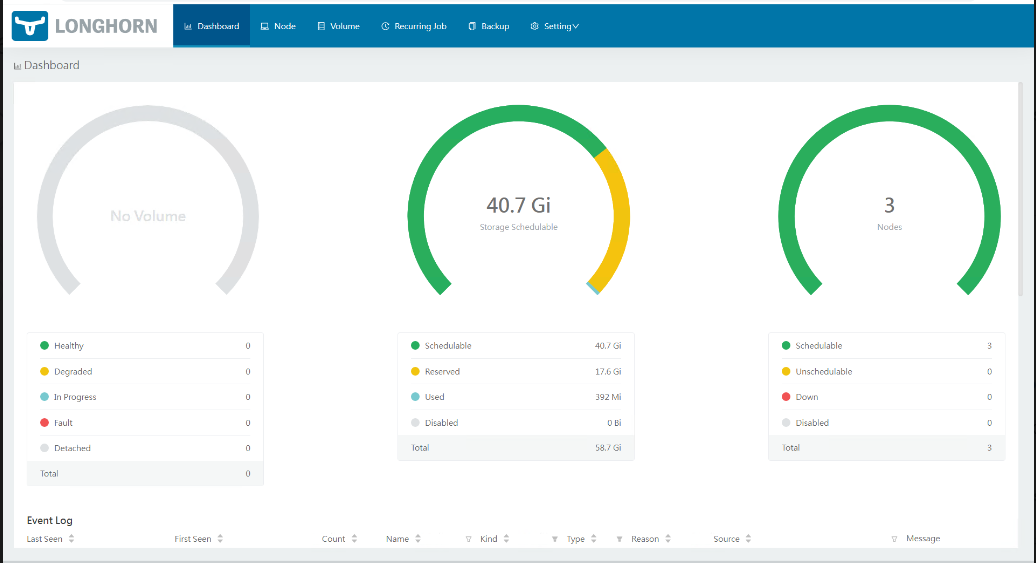 LONGHORN Dashboard Node Volume Recurring Job Backup Setting
Dashboard
No Volume
40.7 Gi
Storage Schedulable
3
Nodes
Healthy 0
Degraded 0
In Progress 0
Fault 0
Detached 0
Total 0
Schedulable 40.7 Gi
Reserved 17.6 Gi
Used 392 Mi
Disabled 0 Bi
Total 58.7 Gi
Schedulable 3
Unschedulable 0
Down 0
Disabled 0
Total 3
Event Log
Last Seen First Seen Count Name Kind Type Reason Source Message